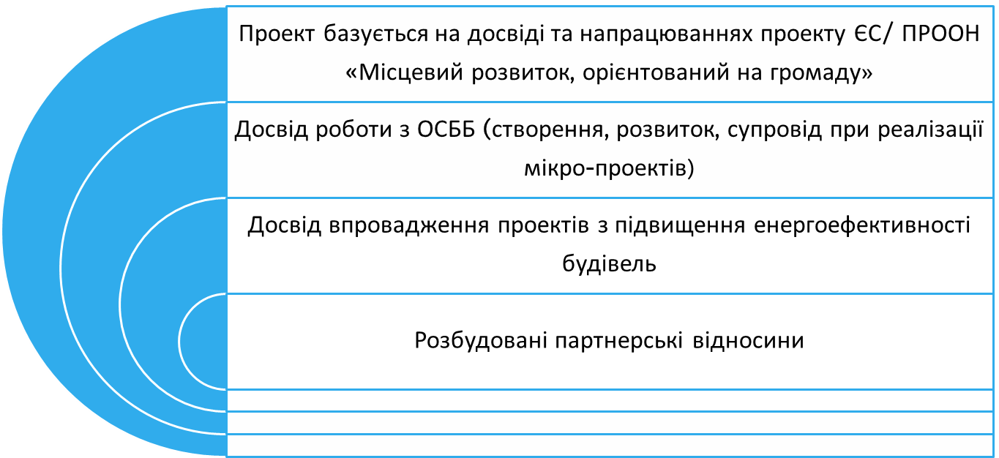 Проект базується на досвіді та напрацюваннях проекту ЄС/ ПРООН
«Місцевий розвиток, орієнтований на громаду»
Досвід роботи з ОСББ (створення, розвиток, супровід при реалізації
мікро-проектів)
Досвід впровадження проектів з підвищення енергоефективності
будівель
Розбудовані партнерські відносини